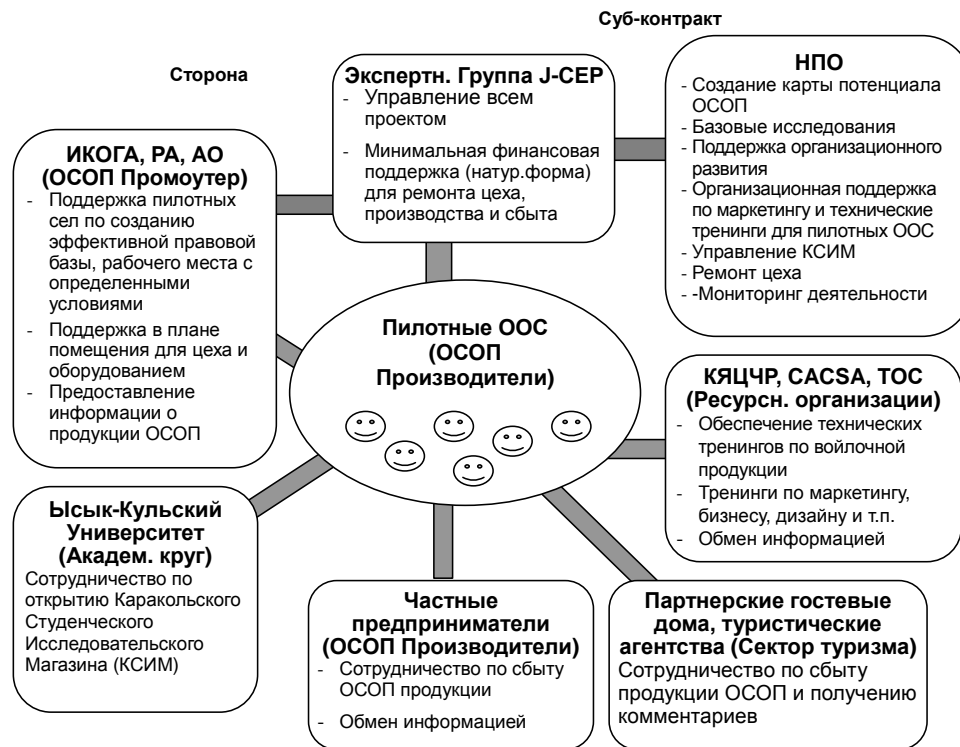 Суб-контракт
Сторона
Экспертн. Группа J-CEP
- Управление всем
проектом
- Минимальная финансовая
поддержка (натур.форма)
для ремонта цеха,
производства и сбыта
НПО
- Создание карты потенциала
ОСОП
- Базовые исследования
- Поддержка организационного
развития
- Организационная поддержка
по маркетингу и технические
тренинги для пилотных ООС
- Управление КСИМ
- Ремонт цеха
- -Мониторинг деятельности
ИКОГА, РА, АО
(ОСОП Промоутер)
- Поддержка пилотных
сел по созданию
эффективной правовой
базы, рабочего места с
определенными
условиями
- Поддержка в плане
помещения для цеха и
оборудованием
- Предоставление
информации о
продукции ОСОП
Пилотные ООС
(ОСОП
Производители)
КЯЦЧР, CACSA, ТОС
(Ресурсн. организации)
- Обеспечение технических
тренингов по войлочной
продукции
- Тренинги по маркетингу,
бизнесу, дизайну и т.п.
- Обмен информацией
Ысык-Кульский
Университет
(Академ. круг)
Сотрудничество по
открытию Каракольского
Студенческого
Исследовательского
Магазина (КСИМ)
Частные
предприниматели
(ОСОП Производители)
- Сотрудничество по сбыту
ОСОП продукции
- Обмен информацией
Партнерские гостевые
дома, туристические
агентства (Сектор туризма)
Сотрудничество по сбыту
продукции ОСОП и получению
комментариев